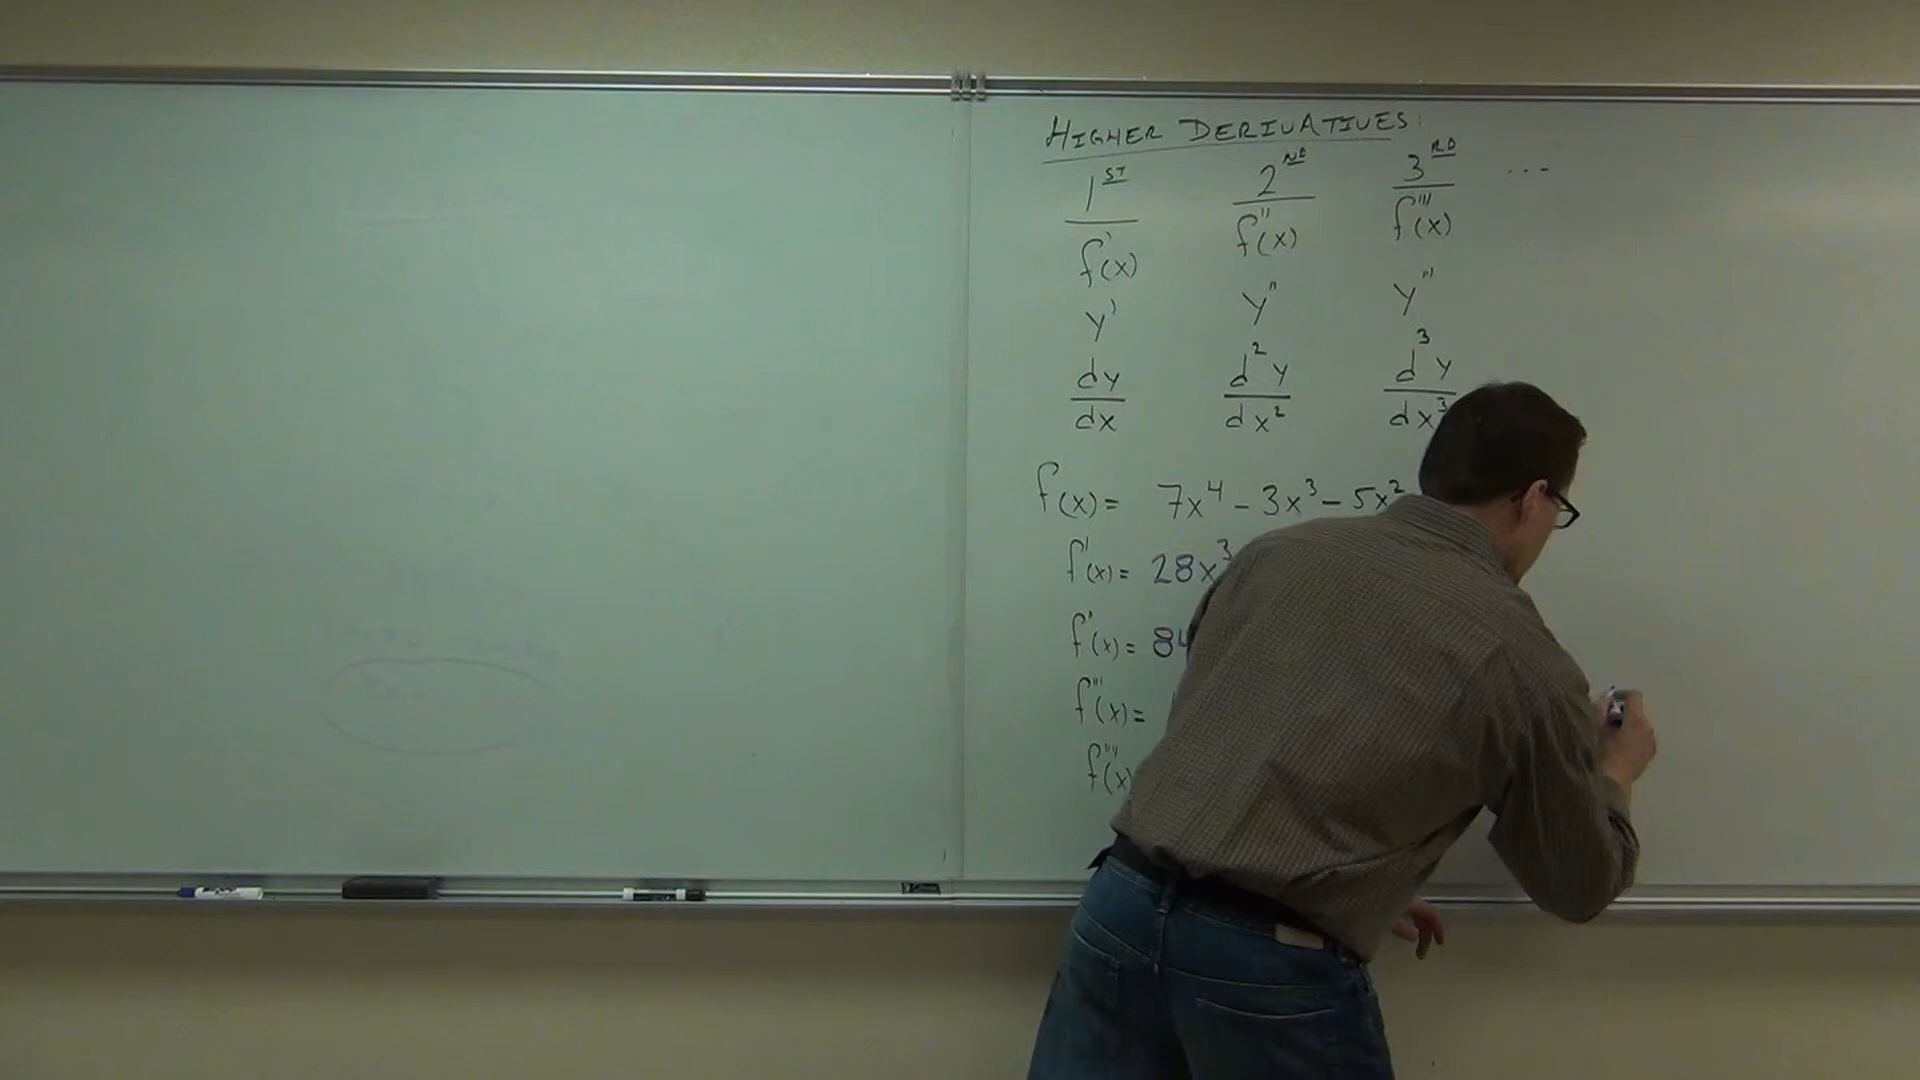 HIGHER DERIVATIVES:
1ST 2ND 3RD ...
f'(x) f''(x) f'''(x)
y' y'' y'''
dy/dx d²y/dx² d³y/dx³
f(x) = 7x⁴ - 3x³ - 5x²
f'(x) = 28x³
f''(x) = 84
f'''(x) =
f''''(x)